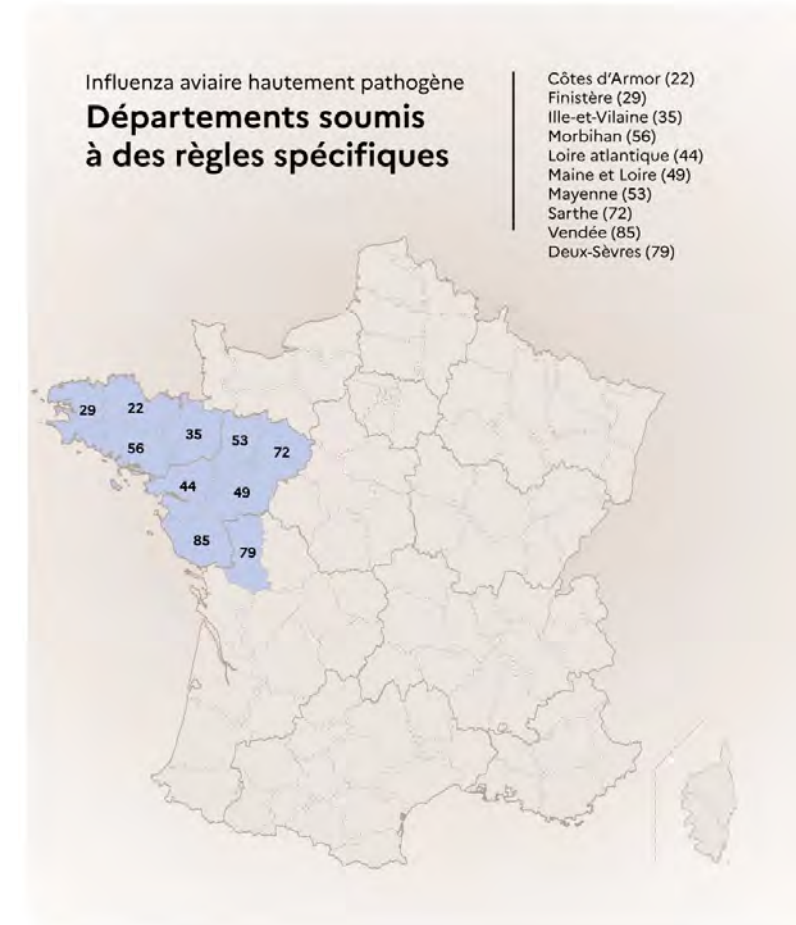 Influenza aviaire hautement pathogène
Départements soumis
à des règles spécifiques
Côtes d'Armor (22)
Finistère (29)
Ille-et-Vilaine (35)
Morbihan (56)
Loire atlantique (44)
Maine et Loire (49)
Mayenne (53)
Sarthe (72)
Vendée (85)
Deux-Sèvres (79)
29
22
35
53
56
72
44
49
85
79